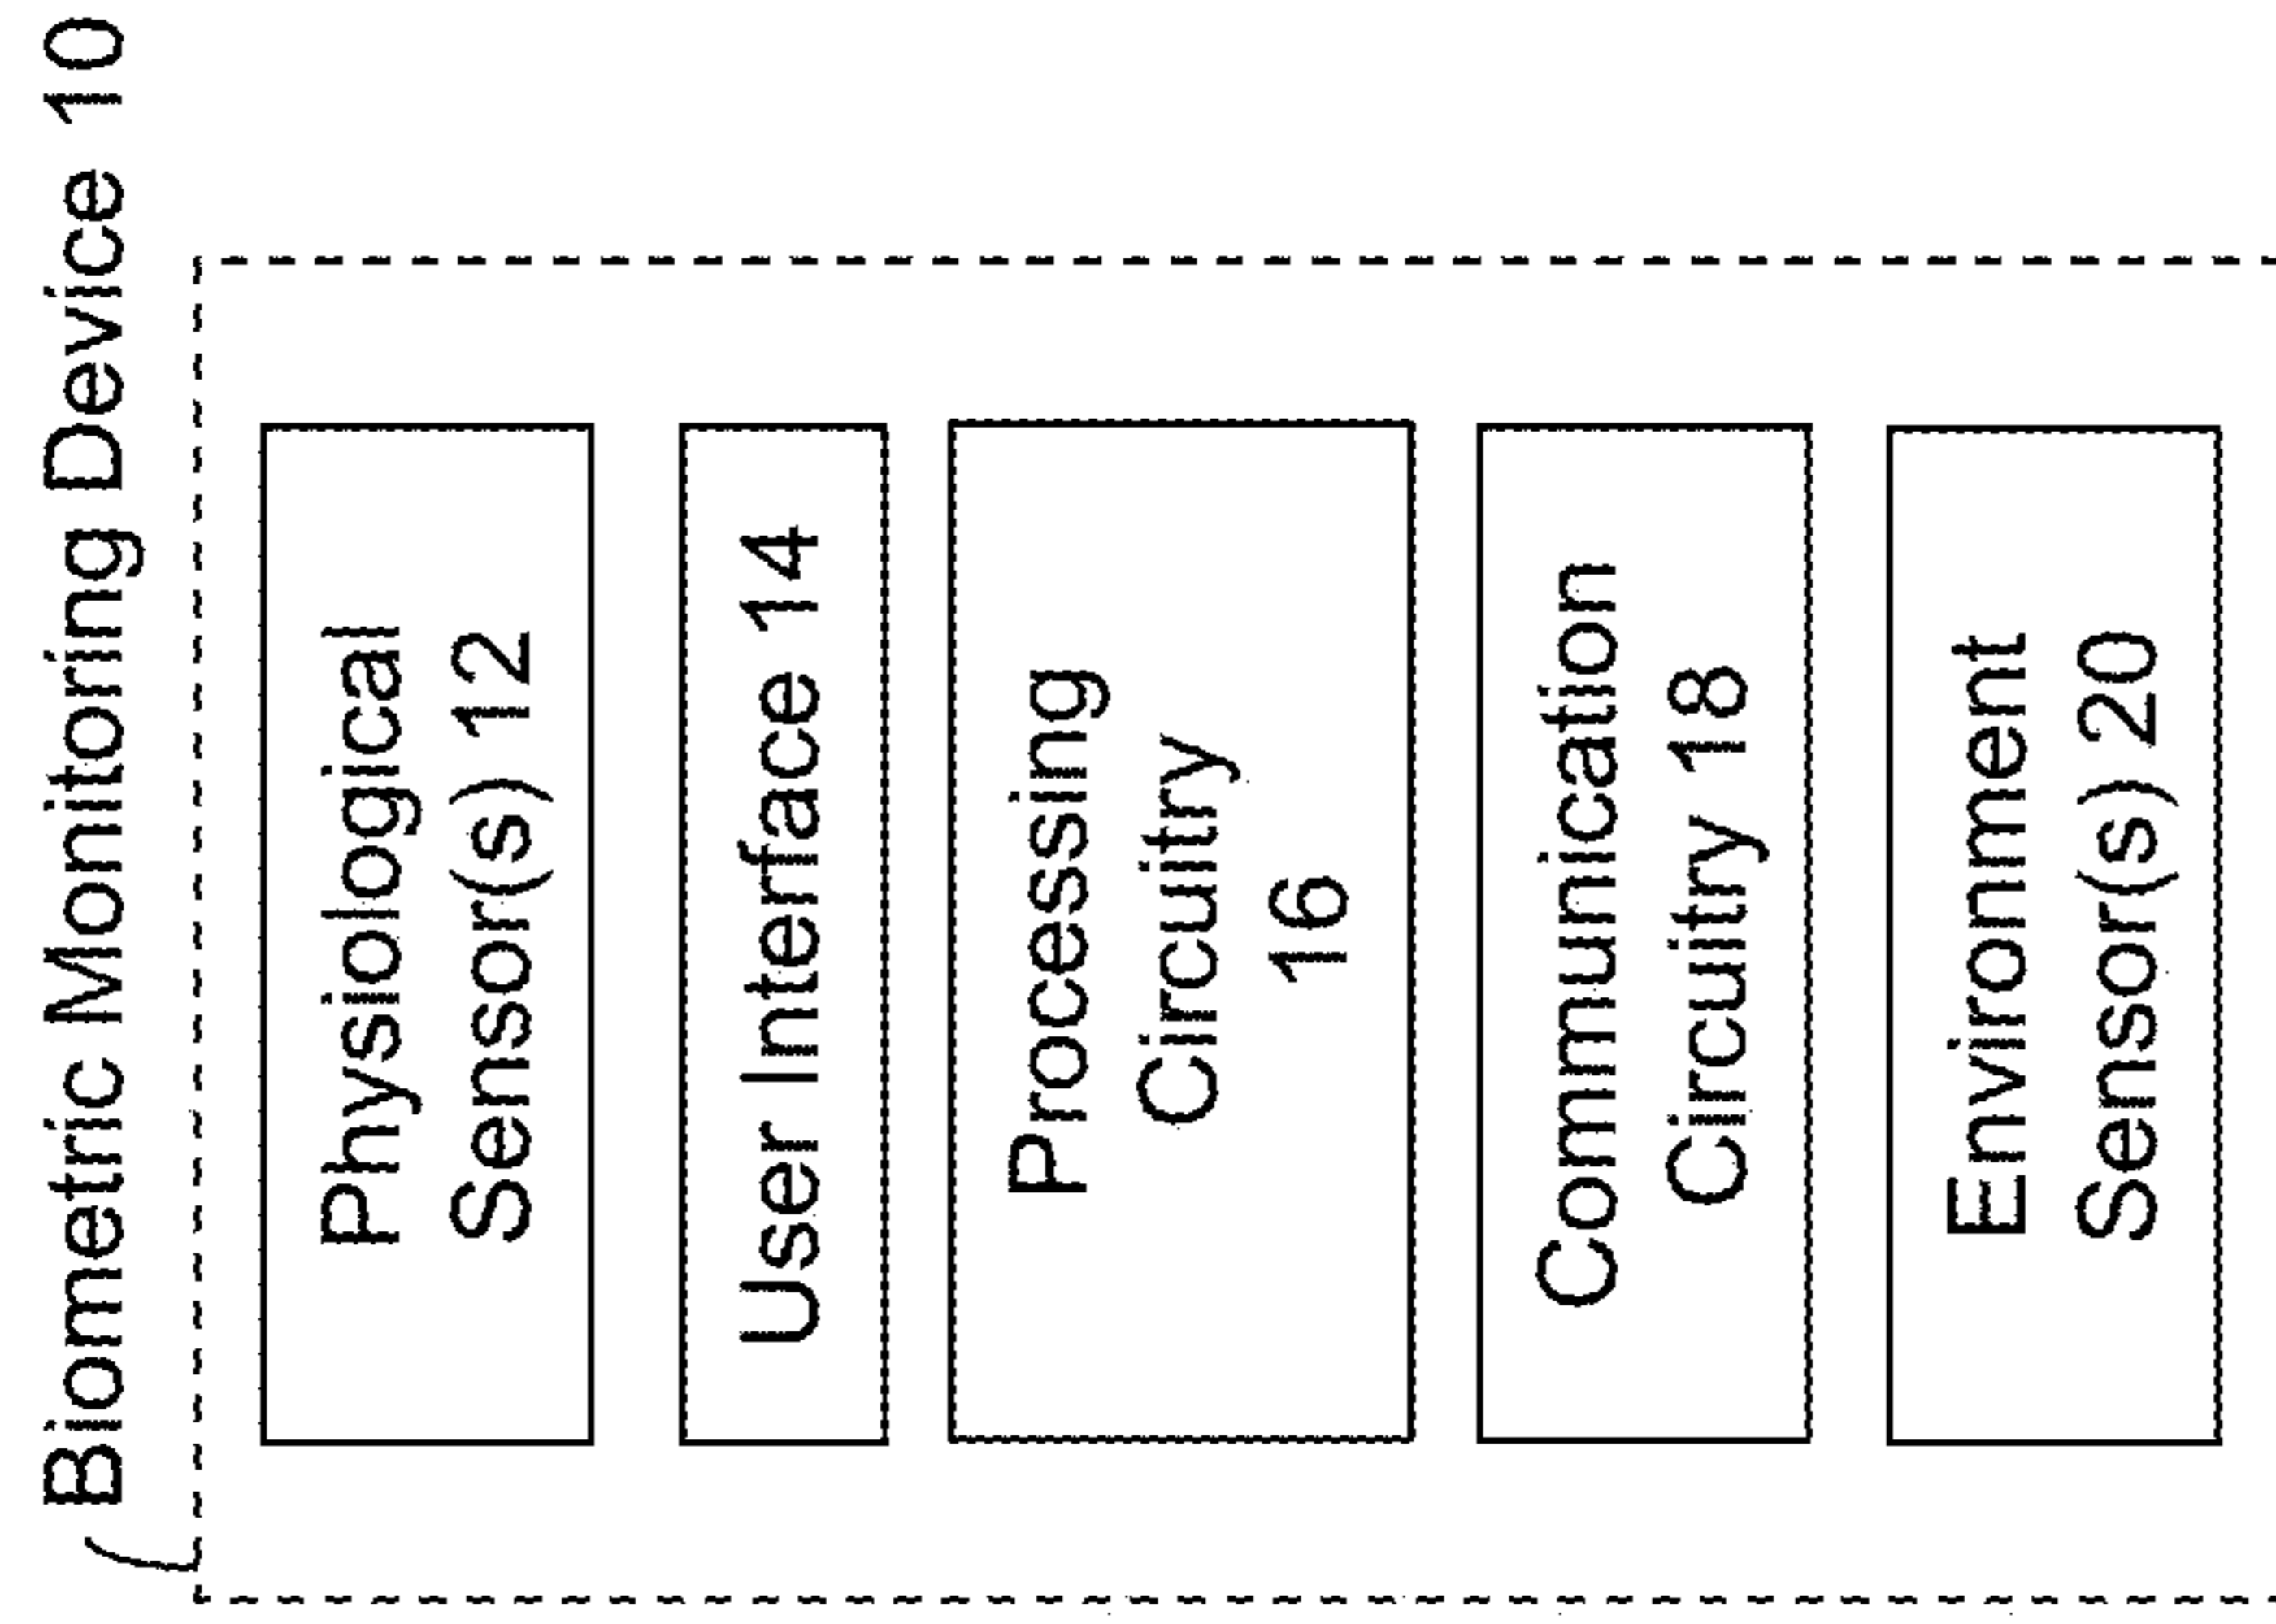 Biometric Monitoring Device 10
Physiological
Sensor(s) 12
User Interface 14
Processing
Circuitry
16
Communication
Circuitry 18
Environment
Sensor(s) 20